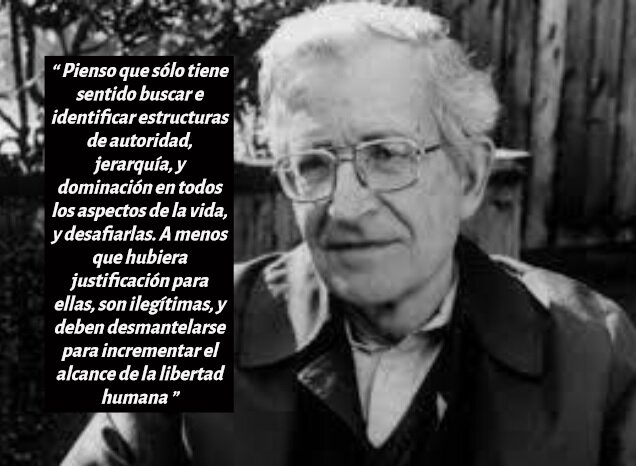 “ Pienso que sólo tiene
sentido buscar e
identificar estructuras
de autoridad,
jerarquía, y
dominación en todos
los aspectos de la vida,
y desafiarlas. A menos
que hubiera
justificación para
ellas, son ilegítimas, y
deben desmantelarse
para incrementar el
alcance de la libertad
humana ”